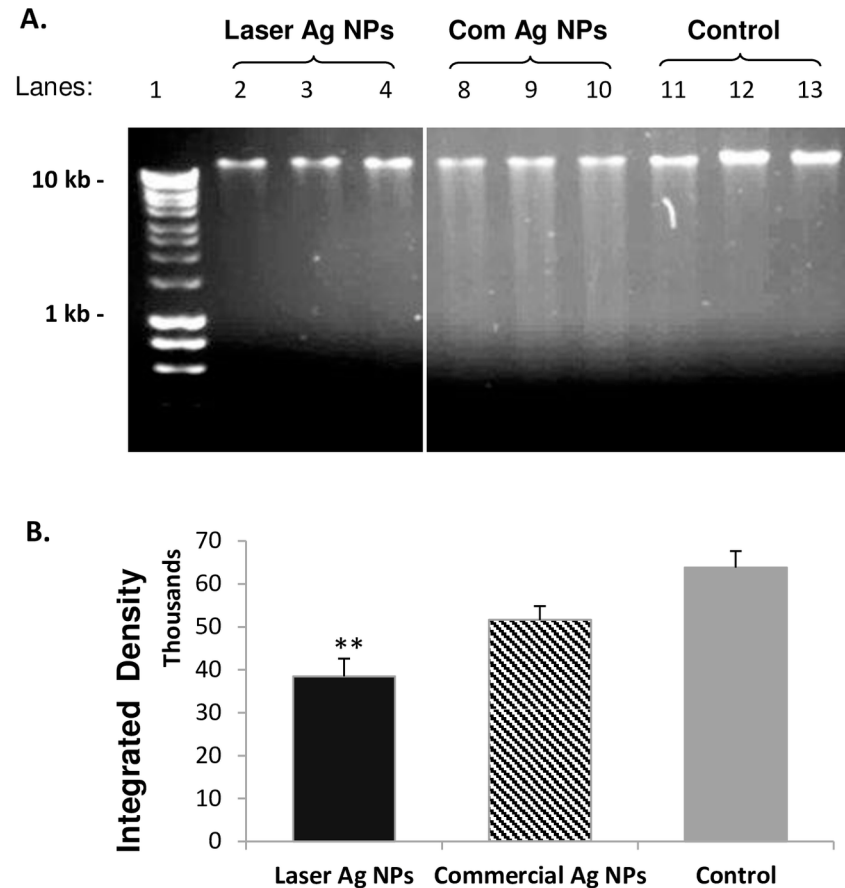 A.
Laser Ag NPs Com Ag NPs Control
Lanes: 1 2 3 4 8 9 10 11 12 13
10 kb -
1 kb -
B.
Integrated Density
Thousands
70
60
50
40
30
20
10
0
**
Laser Ag NPs Commercial Ag NPs Control